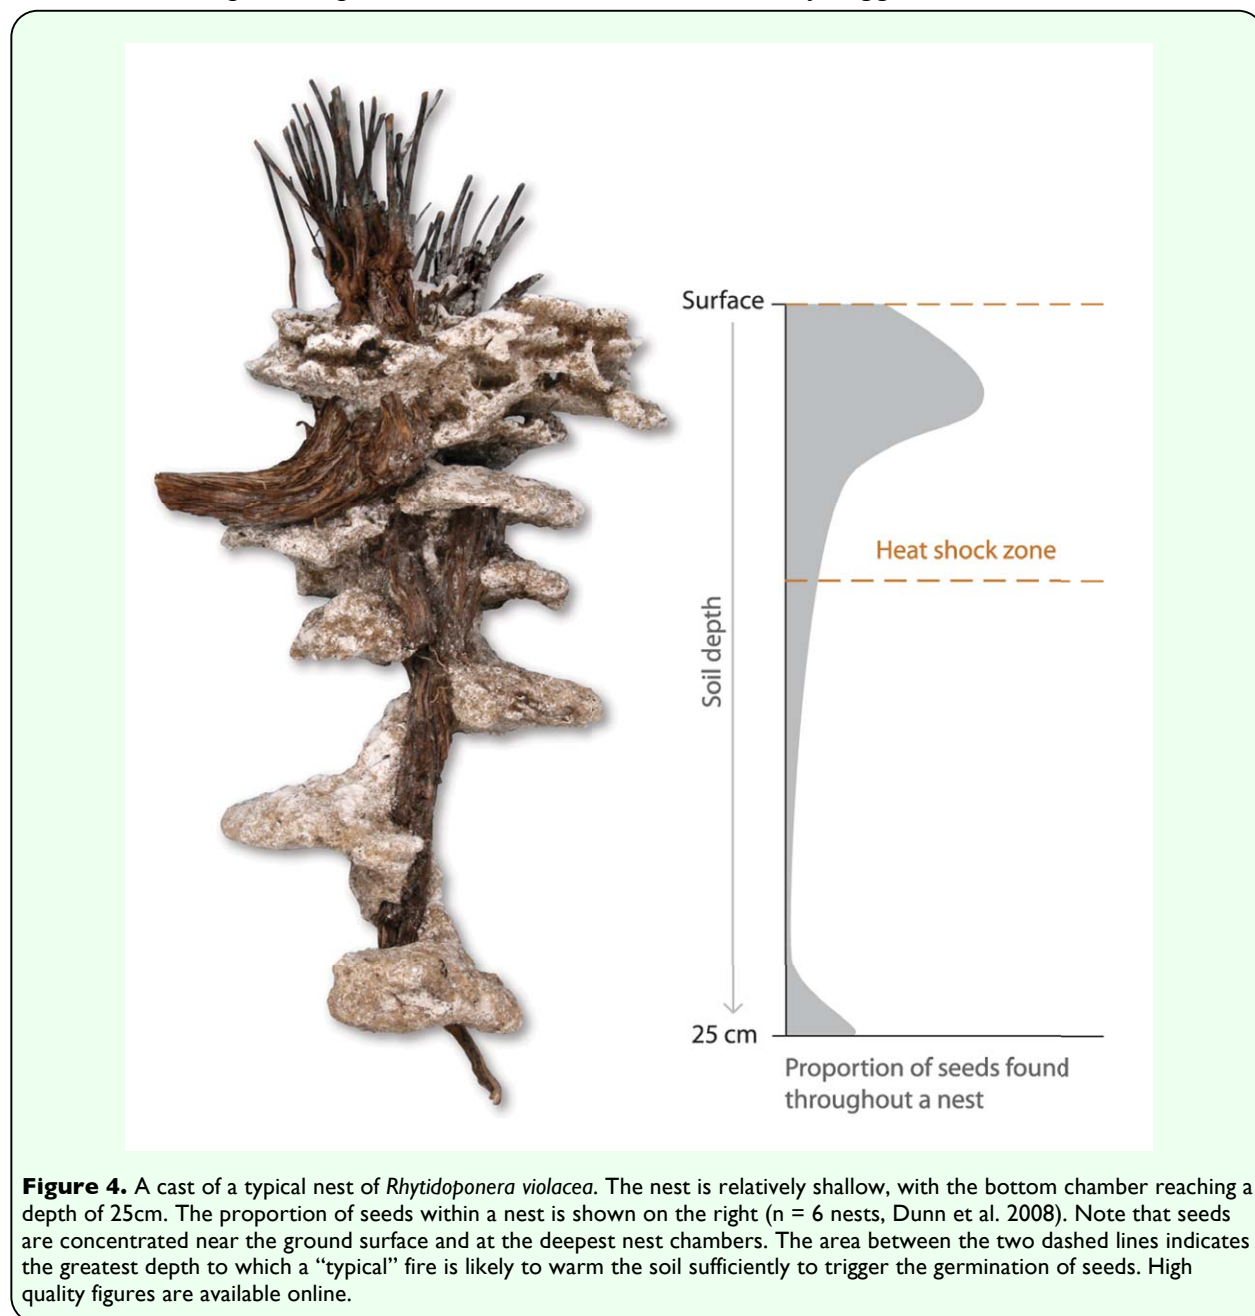 Surface
Heat shock zone
Soil depth
25 cm
Proportion of seeds found
throughout a nest
Figure 4. A cast of a typical nest of Rhytidoponera violacea. The nest is relatively shallow, with the bottom chamber reaching a
depth of 25cm. The proportion of seeds within a nest is shown on the right (n = 6 nests, Dunn et al. 2008). Note that seeds
are concentrated near the ground surface and at the deepest nest chambers. The area between the two dashed lines indicates
the greatest depth to which a “typical” fire is likely to warm the soil sufficiently to trigger the germination of seeds. High
quality figures are available online.